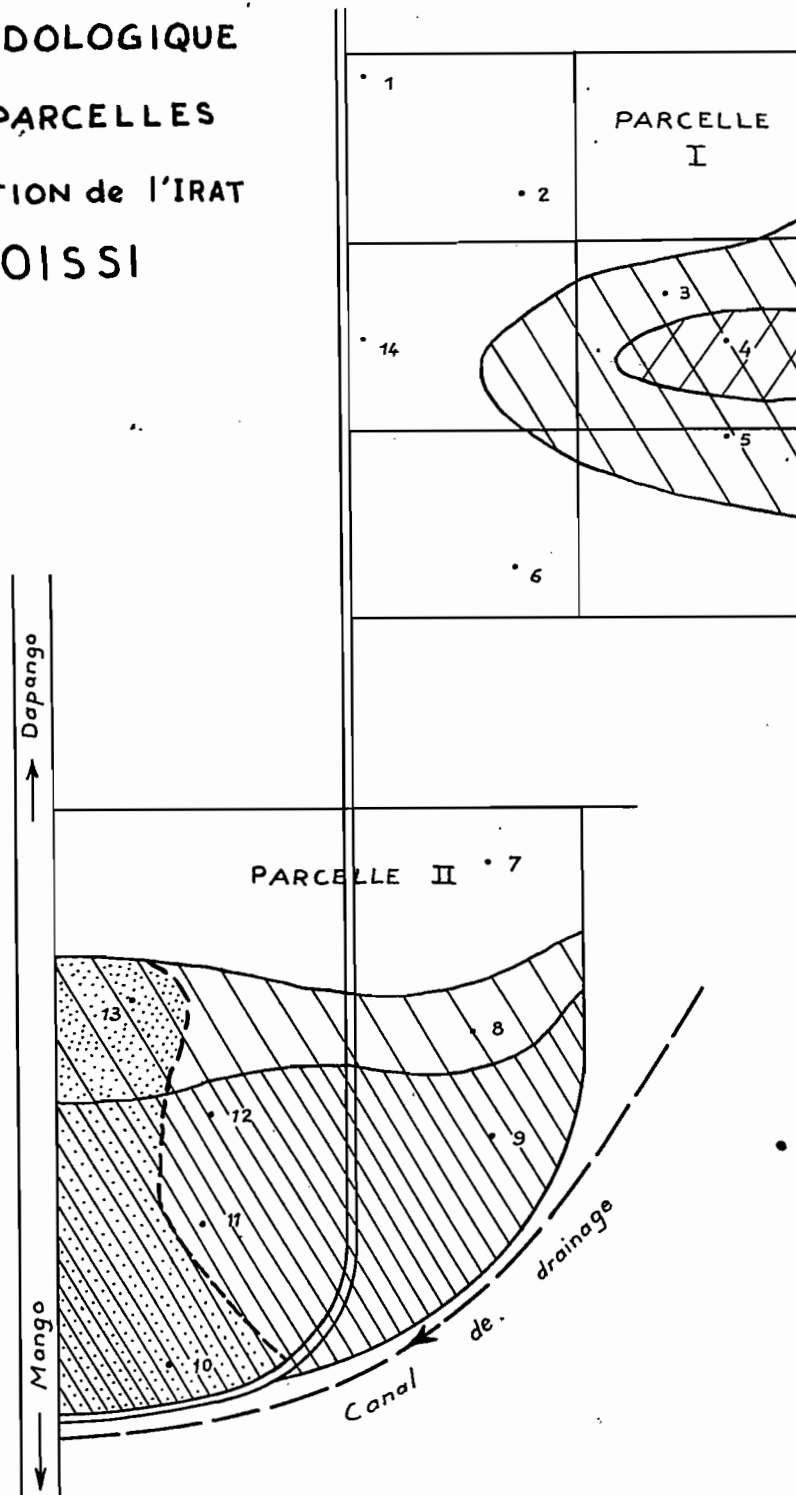 DOLOGIQUE
PARCELLES
TION de l'IRAT
OISSI
1
PARCELLE
I
2
3
14
4
5
6
Dapango
PARCELLE II
7
13
8
12
9
11
10
Mango
Canal de drainage